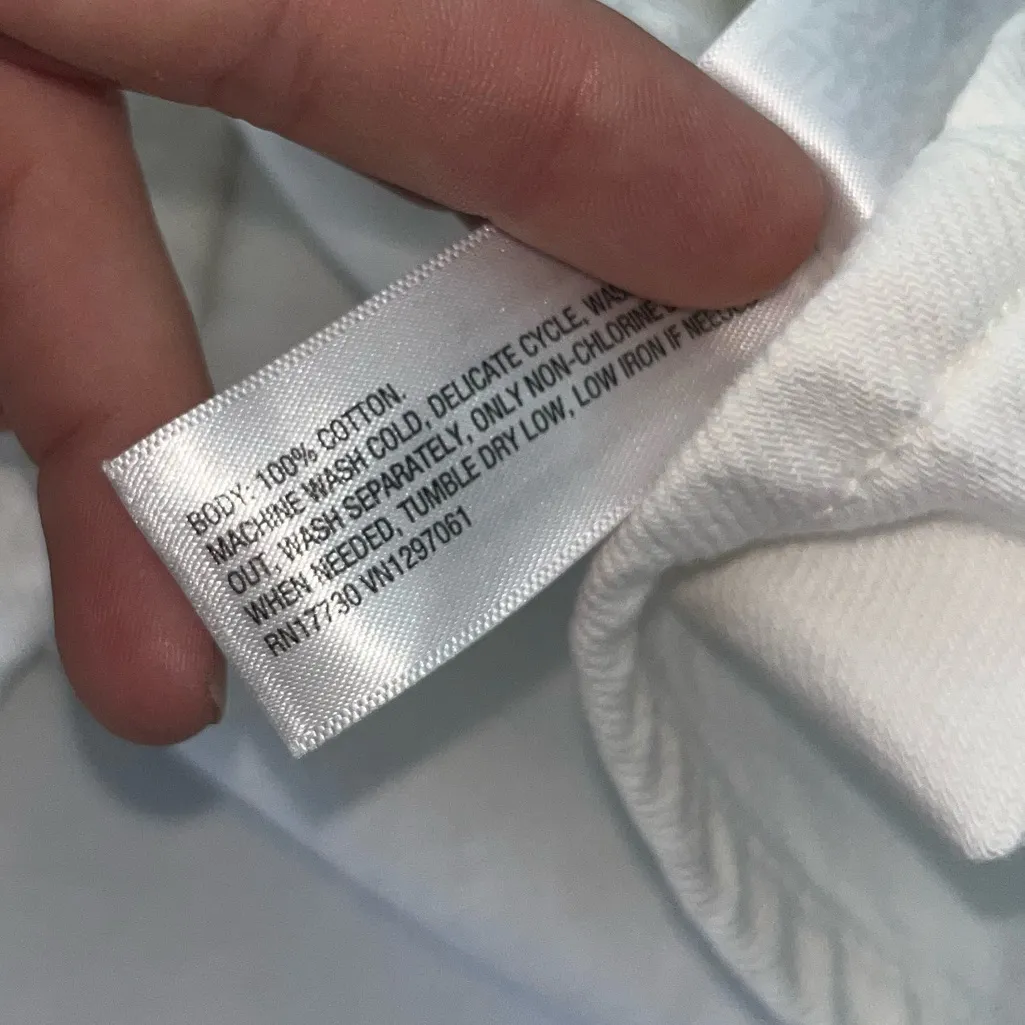 BODY: 100% COTTON.
MACHINE WASH COLD, DELICATE CYCLE,
OUT, WASH SEPARATELY, ONLY NON-CHLORINE
WHEN NEEDED, TUMBLE DRY LOW, LOW IRON IF NEEDED
RN17730 VN1297061